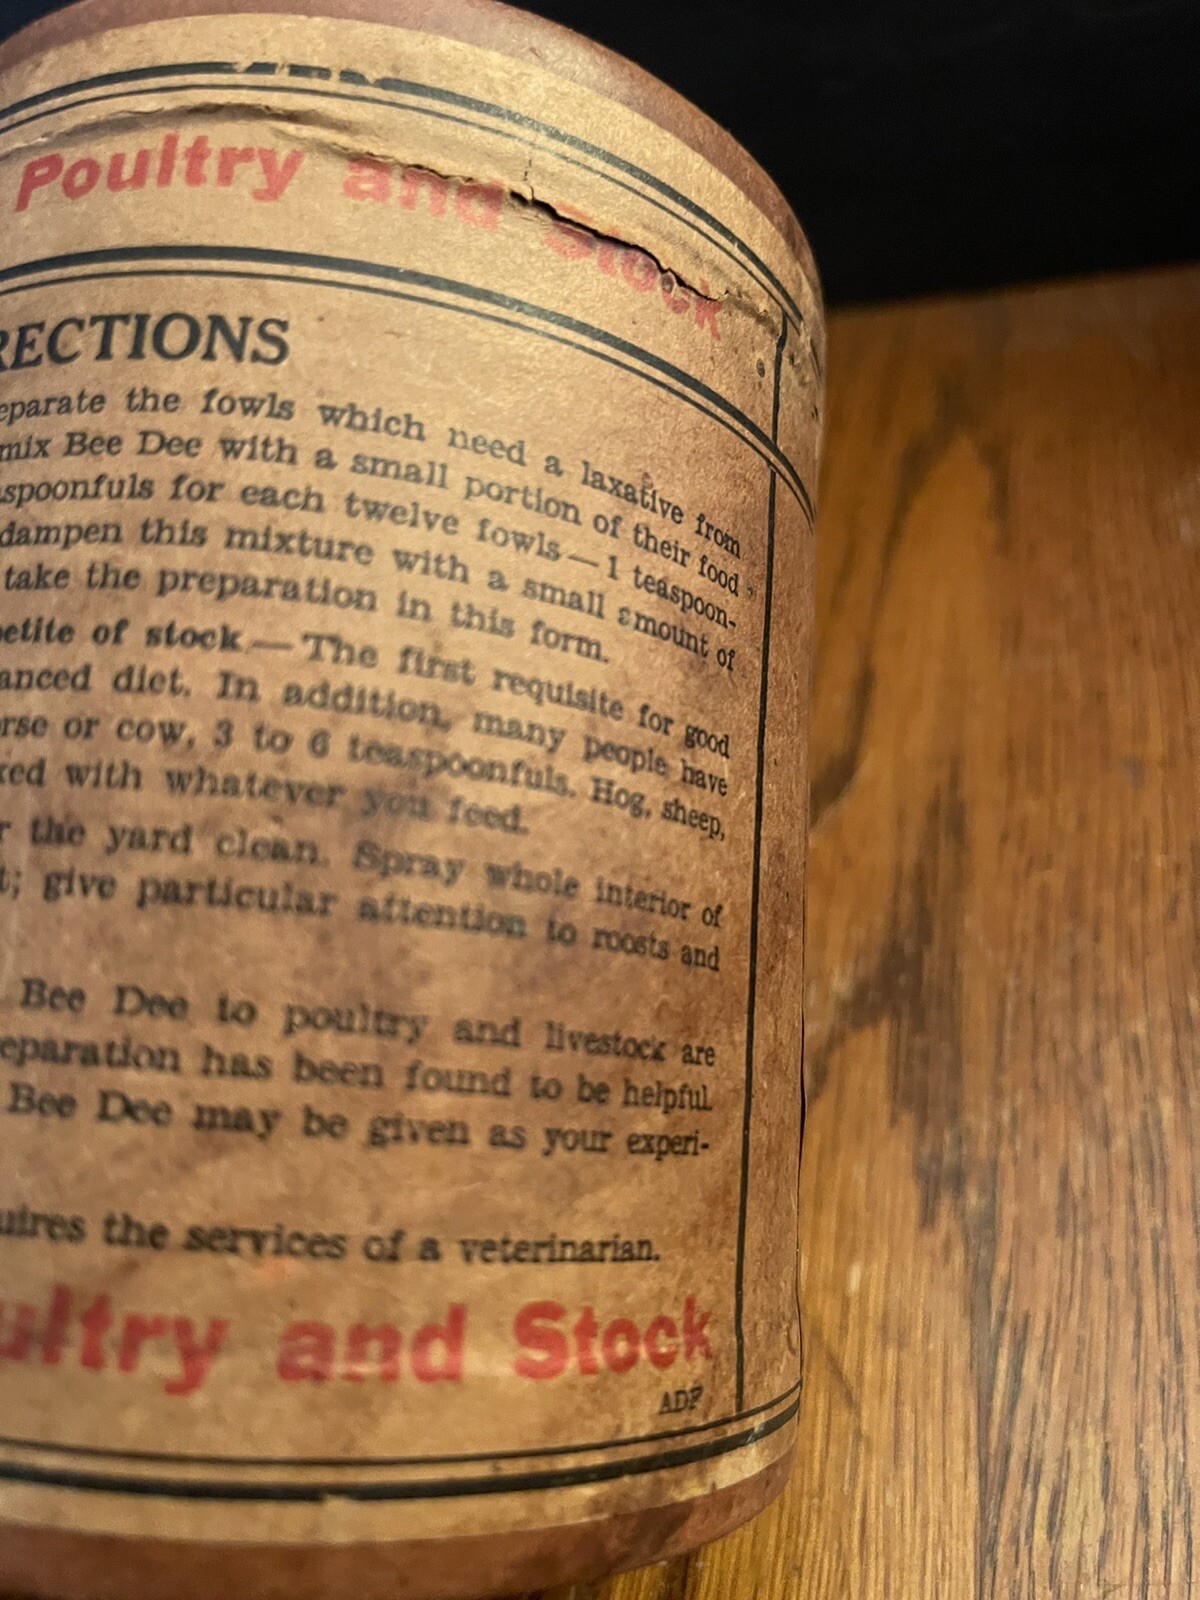 Poultry and Stock
RECTIONS
eparate the fowls which need a laxative from
mix Bee Dee with a small portion of their food
aspoonfuls for each twelve fowls—1 teaspoon-
dampen this mixture with a small amount of
take the preparation in this form.
petite of stock—The first requisite for good
anced diet. In addition, many people have
orse or cow, 3 to 6 teaspoonfuls. Hog, sheep,
xed with whatever you feed.
r the yard clean. Spray whole interior of
t; give particular attention to roosts and
Bee Dee to poultry and livestock are
eparation has been found to be helpful.
Bee Dee may be given as your experi-
uires the services of a veterinarian.
ultry and Stock
ADP